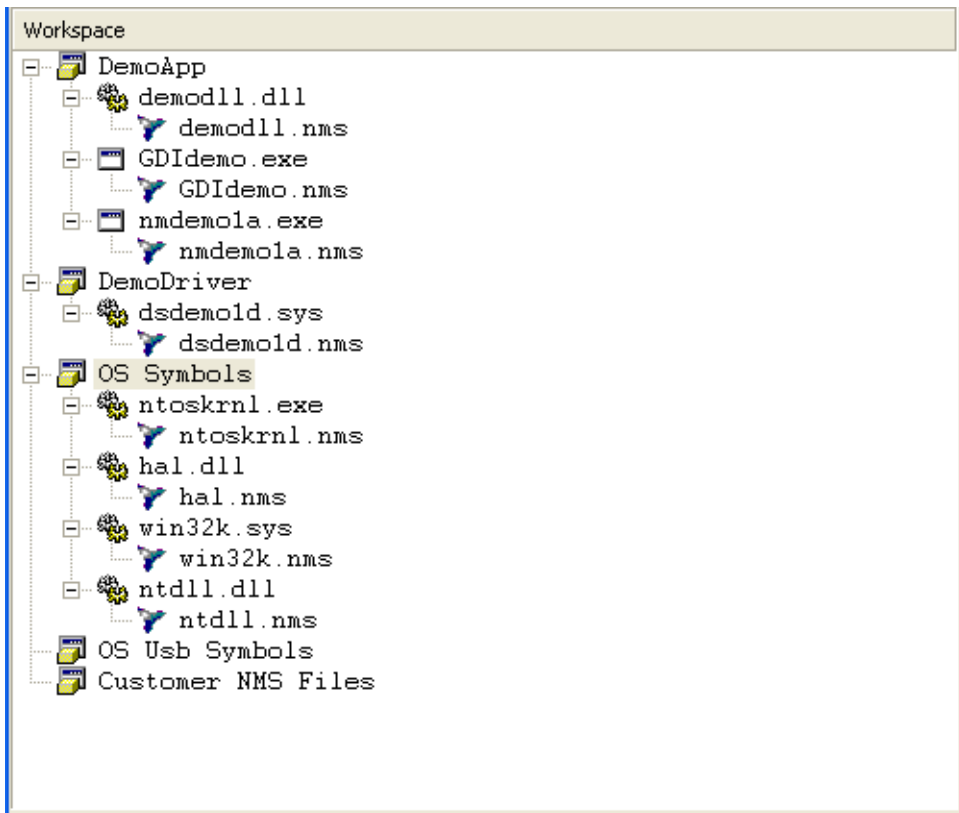 Workspace
DemoApp
demodll.dll
demodll.nms
GDIdemo.exe
GDIdemo.nms
nmdemo1a.exe
nmdemo1a.nms
DemoDriver
dsdemo1d.sys
dsdemo1d.nms
OS Symbols
ntoskrnl.exe
ntoskrnl.nms
hal.dll
hal.nms
win32k.sys
win32k.nms
ntdll.dll
ntdll.nms
OS Usb Symbols
Customer NMS Files